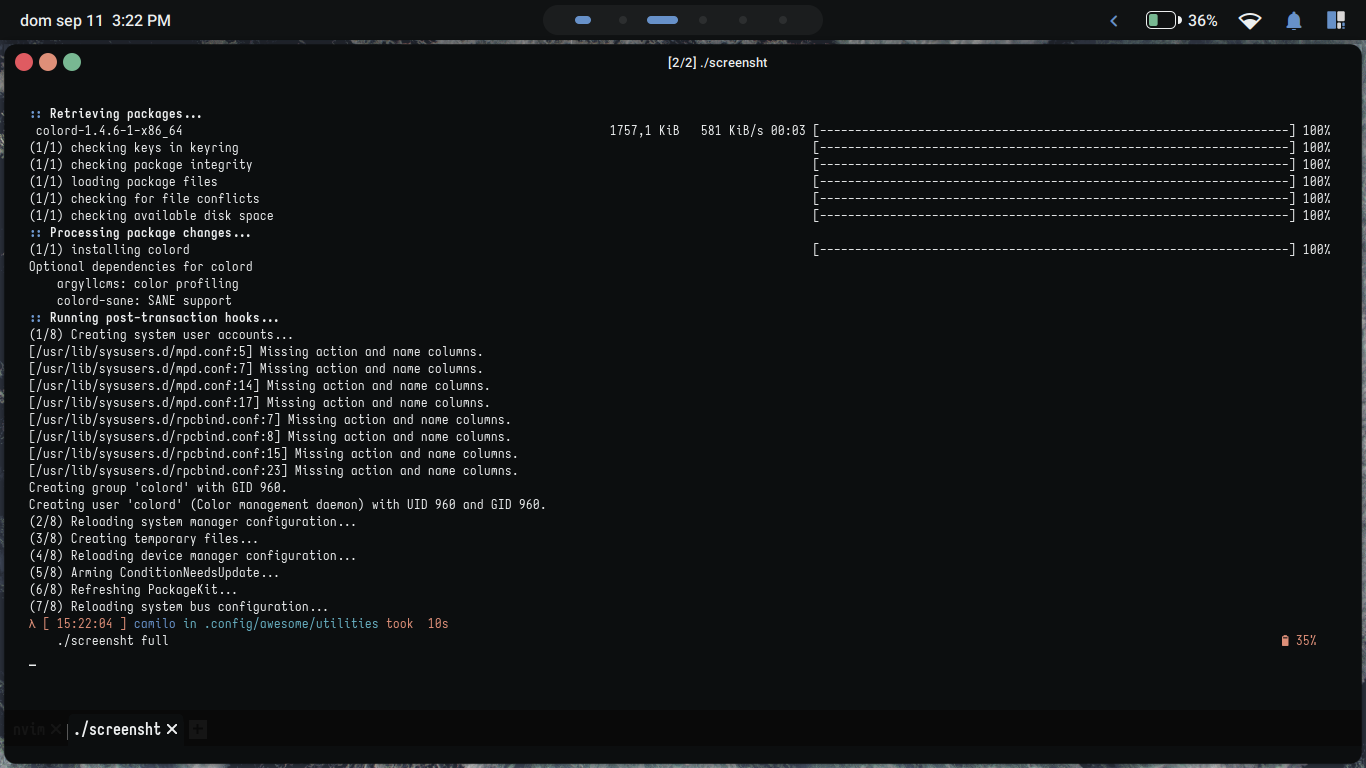 dom sep 11  3:22 PM
36%
[2/2] ./screensht
:: Retrieving packages...
colord-1.4.6-1-x86_64 1757,1 KiB 581 KiB/s 00:03 [-------------------------------------------------------------------] 100%
(1/1) checking keys in keyring [-------------------------------------------------------------------] 100%
(1/1) checking package integrity [-------------------------------------------------------------------] 100%
(1/1) loading package files [-------------------------------------------------------------------] 100%
(1/1) checking for file conflicts [-------------------------------------------------------------------] 100%
(1/1) checking available disk space [-------------------------------------------------------------------] 100%
:: Processing package changes...
(1/1) installing colord [-------------------------------------------------------------------] 100%
Optional dependencies for colord
argyllcms: color profiling
colord-sane: SANE support
:: Running post-transaction hooks...
(1/8) Creating system user accounts...
[/usr/lib/sysusers.d/mpd.conf:5] Missing action and name columns.
[/usr/lib/sysusers.d/mpd.conf:7] Missing action and name columns.
[/usr/lib/sysusers.d/mpd.conf:14] Missing action and name columns.
[/usr/lib/sysusers.d/mpd.conf:17] Missing action and name columns.
[/usr/lib/sysusers.d/rpcbind.conf:7] Missing action and name columns.
[/usr/lib/sysusers.d/rpcbind.conf:8] Missing action and name columns.
[/usr/lib/sysusers.d/rpcbind.conf:15] Missing action and name columns.
[/usr/lib/sysusers.d/rpcbind.conf:23] Missing action and name columns.
Creating group 'colord' with GID 960.
Creating user 'colord' (Color management daemon) with UID 960 and GID 960.
(2/8) Reloading system manager configuration...
(3/8) Creating temporary files...
(4/8) Reloading device manager configuration...
(5/8) Arming ConditionNeedsUpdate...
(6/8) Refreshing PackageKit...
(7/8) Reloading system bus configuration...
λ [ 15:22:04 ] camilo in .config/awesome/utilities took  10s
./screensht full 35%
nvim ✕ | ./screensht ✕ +